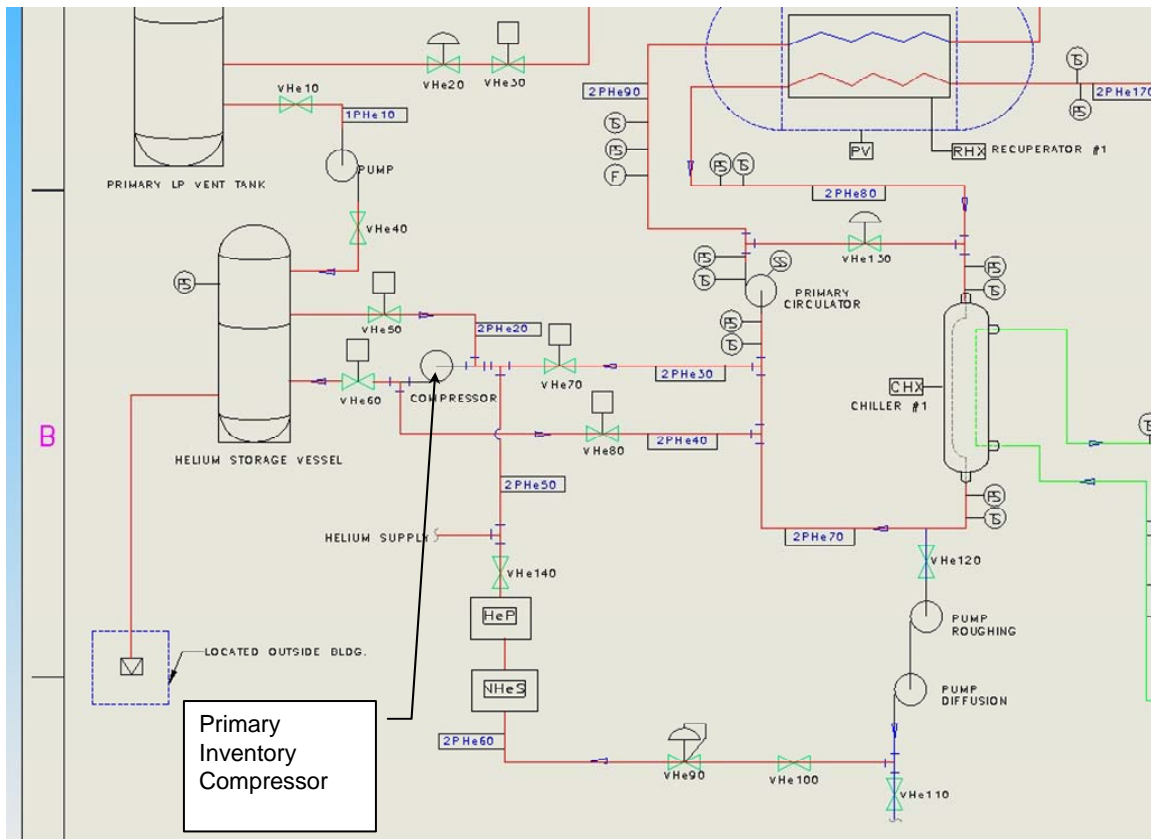 vHe10
vHe20
vHe30
1PHe10
2PHe90
TS
PS
2PHe170
TS
PS
F
PUMP
PV
RHX RECUPERATOR #1
PRIMARY LP VENT TANK
PS
TS
2PHe80
vHe40
PS
TS
SS
vHe130
PS
TS
PRIMARY
CIRCULATOR
PS
vHe50
2PHe20
PS
TS
vHe60
COMPRESSOR
vHe70
2PHe30
CHX
CHILLER #1
B
HELIUM STORAGE VESSEL
vHe80
2PHe40
TS
2PHe50
PS
TS
HELIUM SUPPLY
2PHe70
vHe140
vHe120
HeP
PUMP
ROUGHING
LOCATED OUTSIDE BLDG.
NHeS
PUMP
DIFFUSION
Primary
Inventory
Compressor
2PHe60
vHe90
vHe100
vHe110